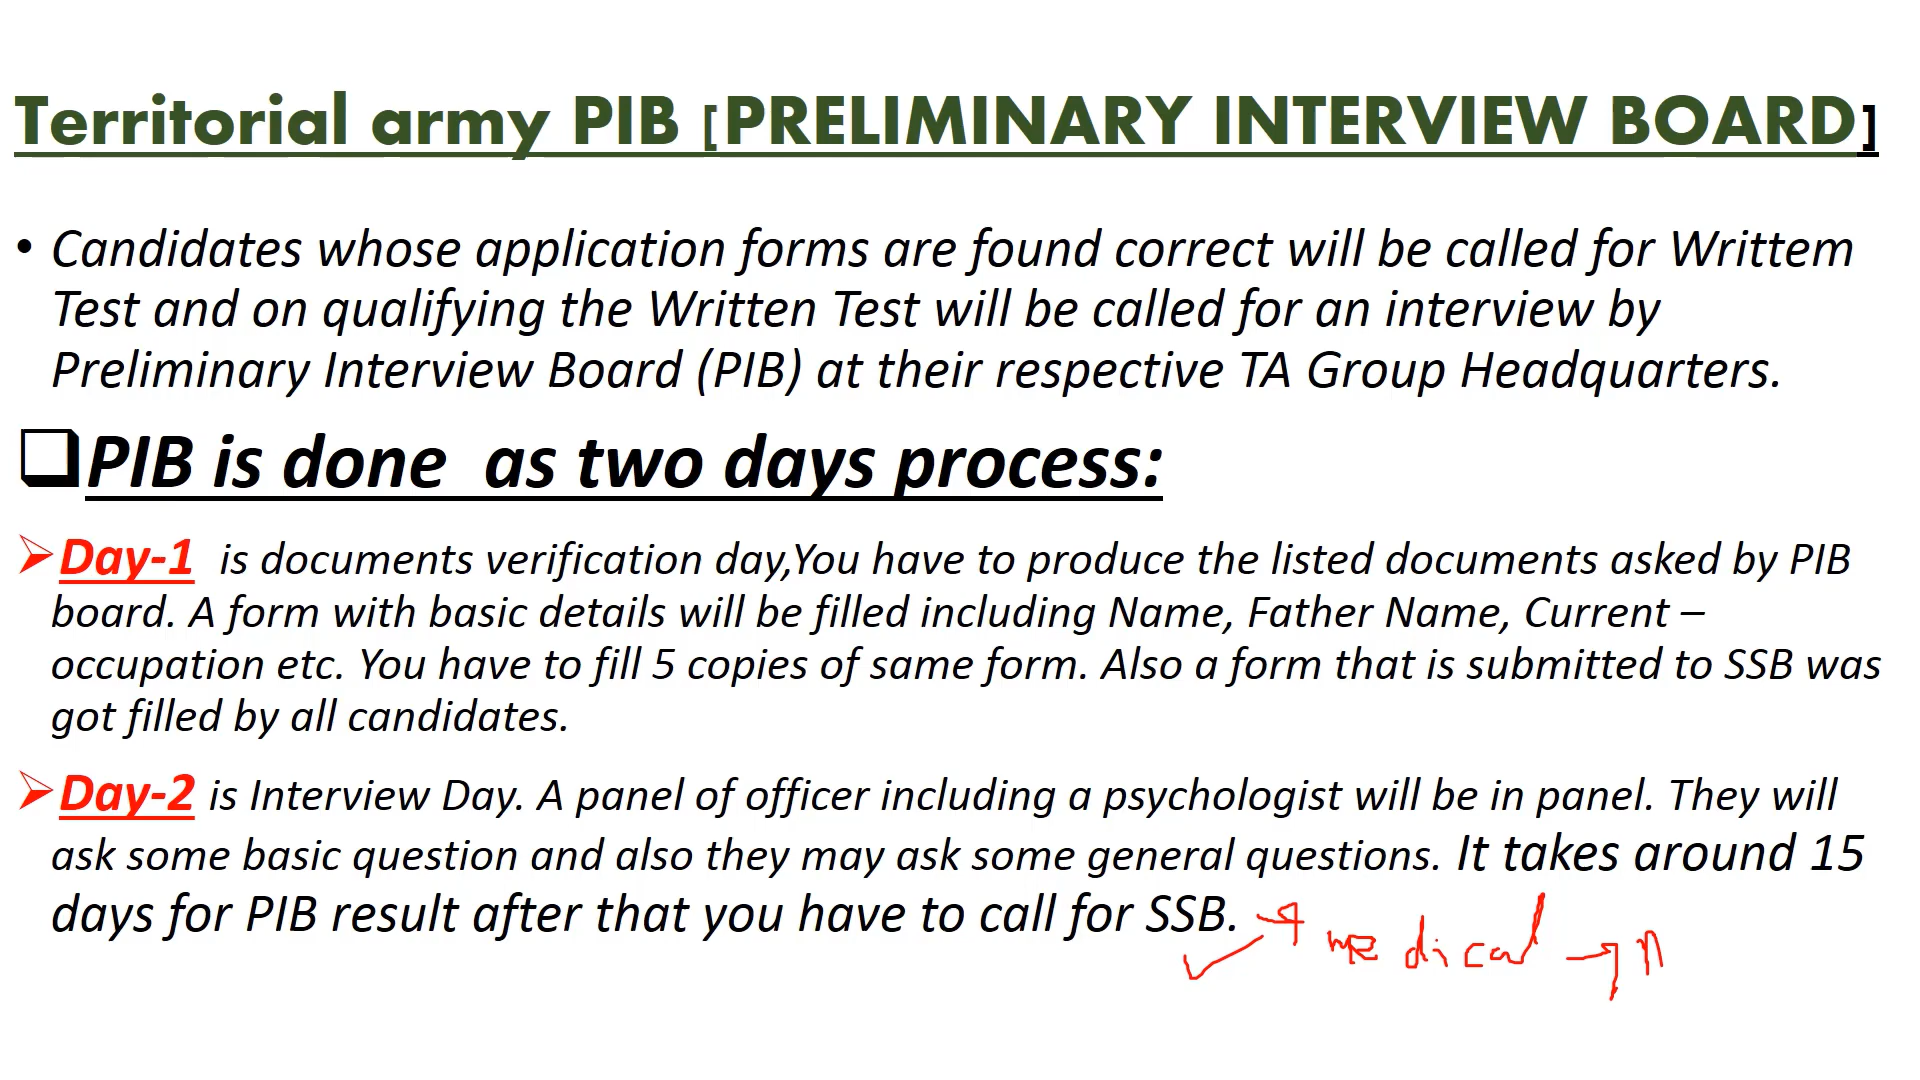 Territorial army PIB [PRELIMINARY INTERVIEW BOARD]
• Candidates whose application forms are found correct will be called for Writtem
Test and on qualifying the Written Test will be called for an interview by
Preliminary Interview Board (PIB) at their respective TA Group Headquarters.
❑PIB is done as two days process:
➢Day-1 is documents verification day,You have to produce the listed documents asked by PIB
board. A form with basic details will be filled including Name, Father Name, Current –
occupation etc. You have to fill 5 copies of same form. Also a form that is submitted to SSB was
got filled by all candidates.
➢Day-2 is Interview Day. A panel of officer including a psychologist will be in panel. They will
ask some basic question and also they may ask some general questions. It takes around 15
days for PIB result after that you have to call for SSB.
medical